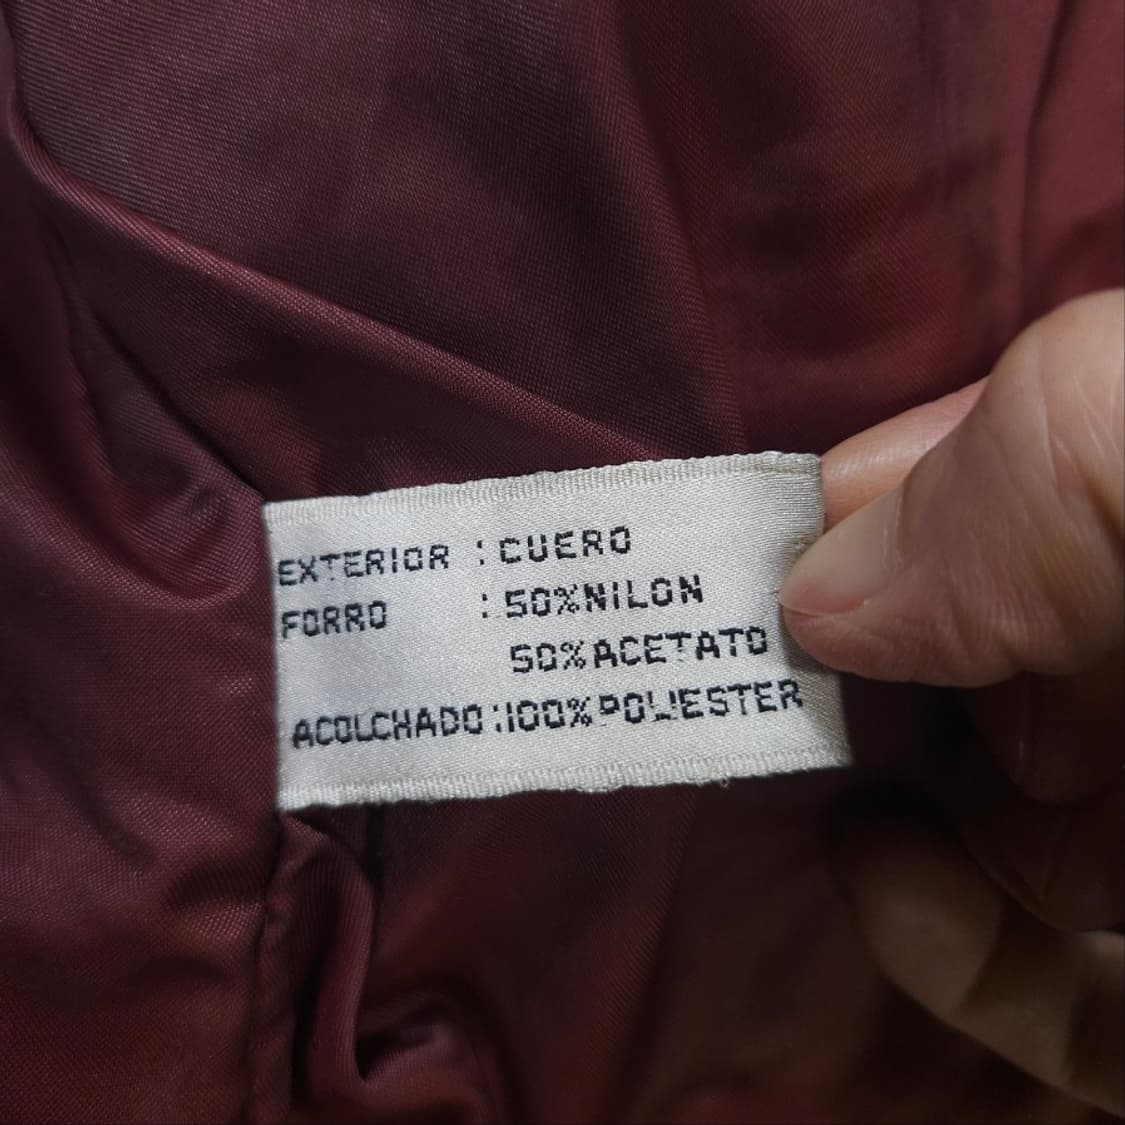 EXTERIOR : CUERO
FORRO : 50%NILON
50%ACETATO
ACOLCHADO :100%POLIESTER